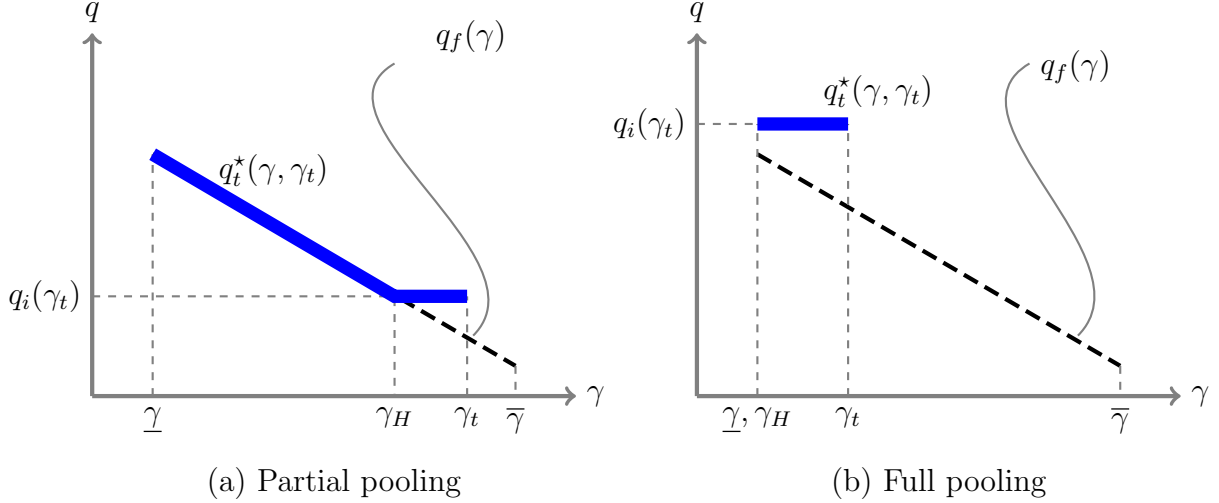 q
q_f(γ)
q_t^⋆(γ, γ_t)
q_i(γ_t)
γ
γ̲
γ_H
γ_t
γ̅
(a) Partial pooling
q
q_f(γ)
q_t^⋆(γ, γ_t)
q_i(γ_t)
γ
γ̲, γ_H
γ_t
γ̅
(b) Full pooling